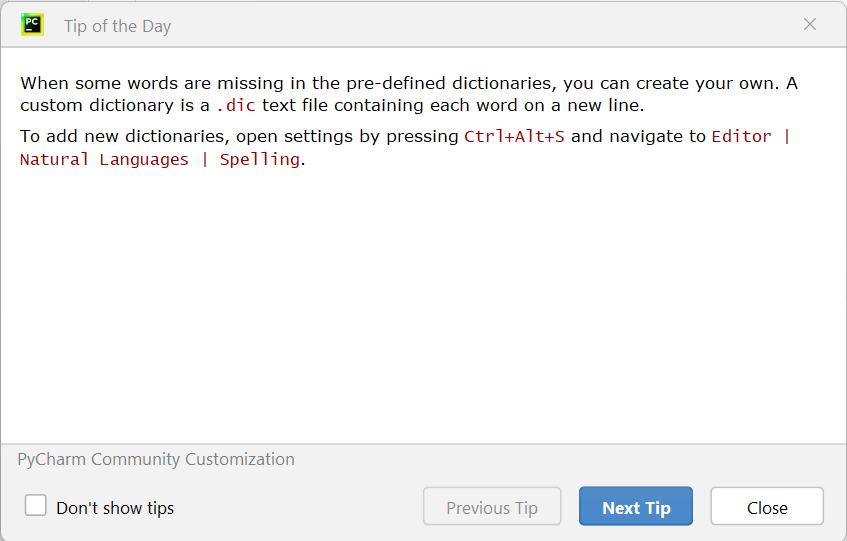 PC
Tip of the Day
When some words are missing in the pre-defined dictionaries, you can create your own. A
custom dictionary is a .dic text file containing each word on a new line.
To add new dictionaries, open settings by pressing Ctrl+Alt+S and navigate to Editor |
Natural Languages | Spelling.
PyCharm Community Customization
Don't show tips
Previous Tip
Next Tip
Close